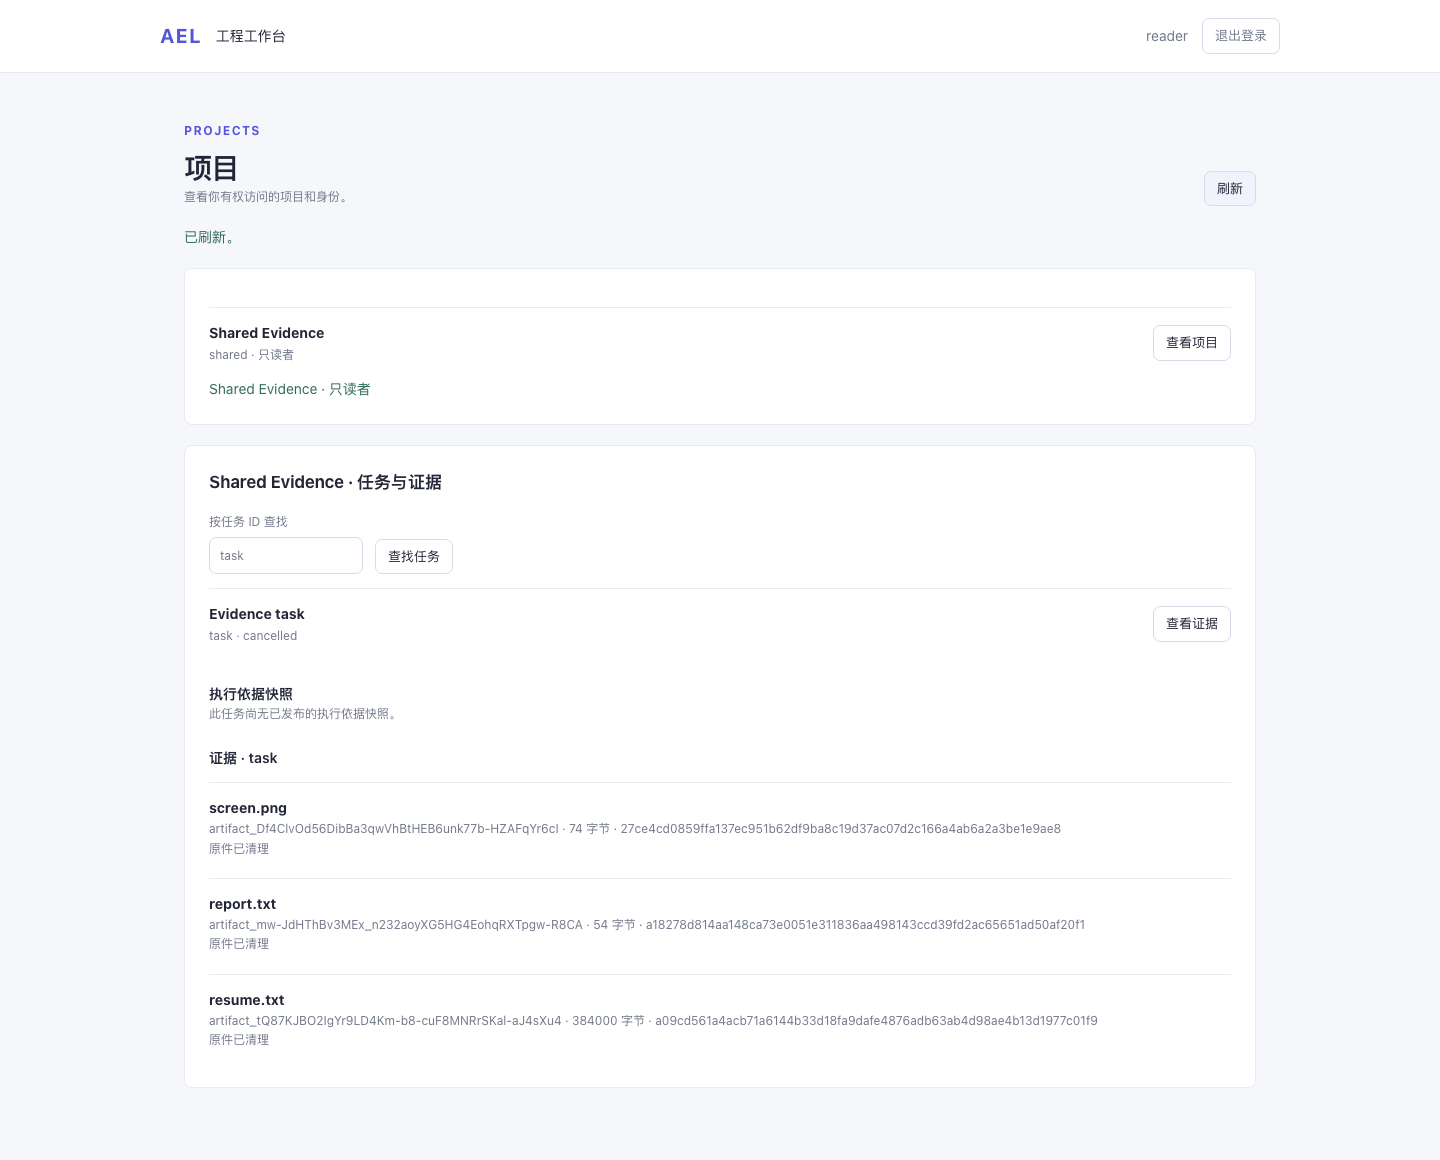 AEL 工程工作台
reader 退出登录
PROJECTS
项目
查看你有权访问的项目和身份。
刷新
已刷新。
Shared Evidence
shared · 只读者
查看项目
Shared Evidence · 只读者
Shared Evidence · 任务与证据
按任务 ID 查找
task 查找任务
Evidence task
task · cancelled
查看证据
执行依据快照
此任务尚无已发布的执行依据快照。
证据 · task
screen.png
artifact_Df4ClvOd56DibBa3qwVhBtHEB6unk77b-HZAFqYr6cI · 74 字节 · 27ce4cd0859ffa137ec951b62df9ba8c19d37ac07d2c166a4ab6a2a3be1e9ae8
原件已清理
report.txt
artifact_mw-JdHThBv3MEx_n232aoyXG5HG4EohqRXTpgw-R8CA · 54 字节 · a18278d814aa148ca73e0051e311836aa498143ccd39fd2ac65651ad50af20f1
原件已清理
resume.txt
artifact_tQ87KJBO2IgYr9LD4Km-b8-cuF8MNRrSKal-aJ4sXu4 · 384000 字节 · a09cd561a4acb71a6144b33d18fa9dafe4876adb63ab4d98ae4b13d1977c01f9
原件已清理